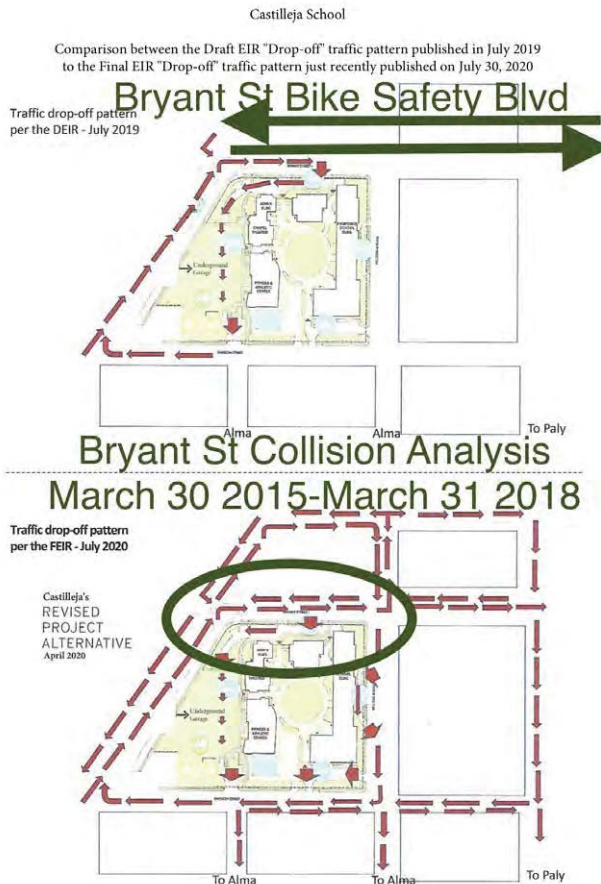 Castilleja School
Comparison between the Draft EIR "Drop-off" traffic pattern published in July 2019
to the Final EIR "Drop-off" traffic pattern just recently published on July 30, 2020
Bryant St Bike Safety Blvd
Traffic drop-off pattern
per the DEIR - July 2019
Underground
Garage
Alma
Alma
To Paly
Bryant St Collision Analysis
March 30 2015-March 31 2018
Traffic drop-off pattern
per the FEIR - July 2020
Castilleja's
REVISED
PROJECT
ALTERNATIVE
April 2020
Underground
Garage
To Alma
To Alma
To Paly